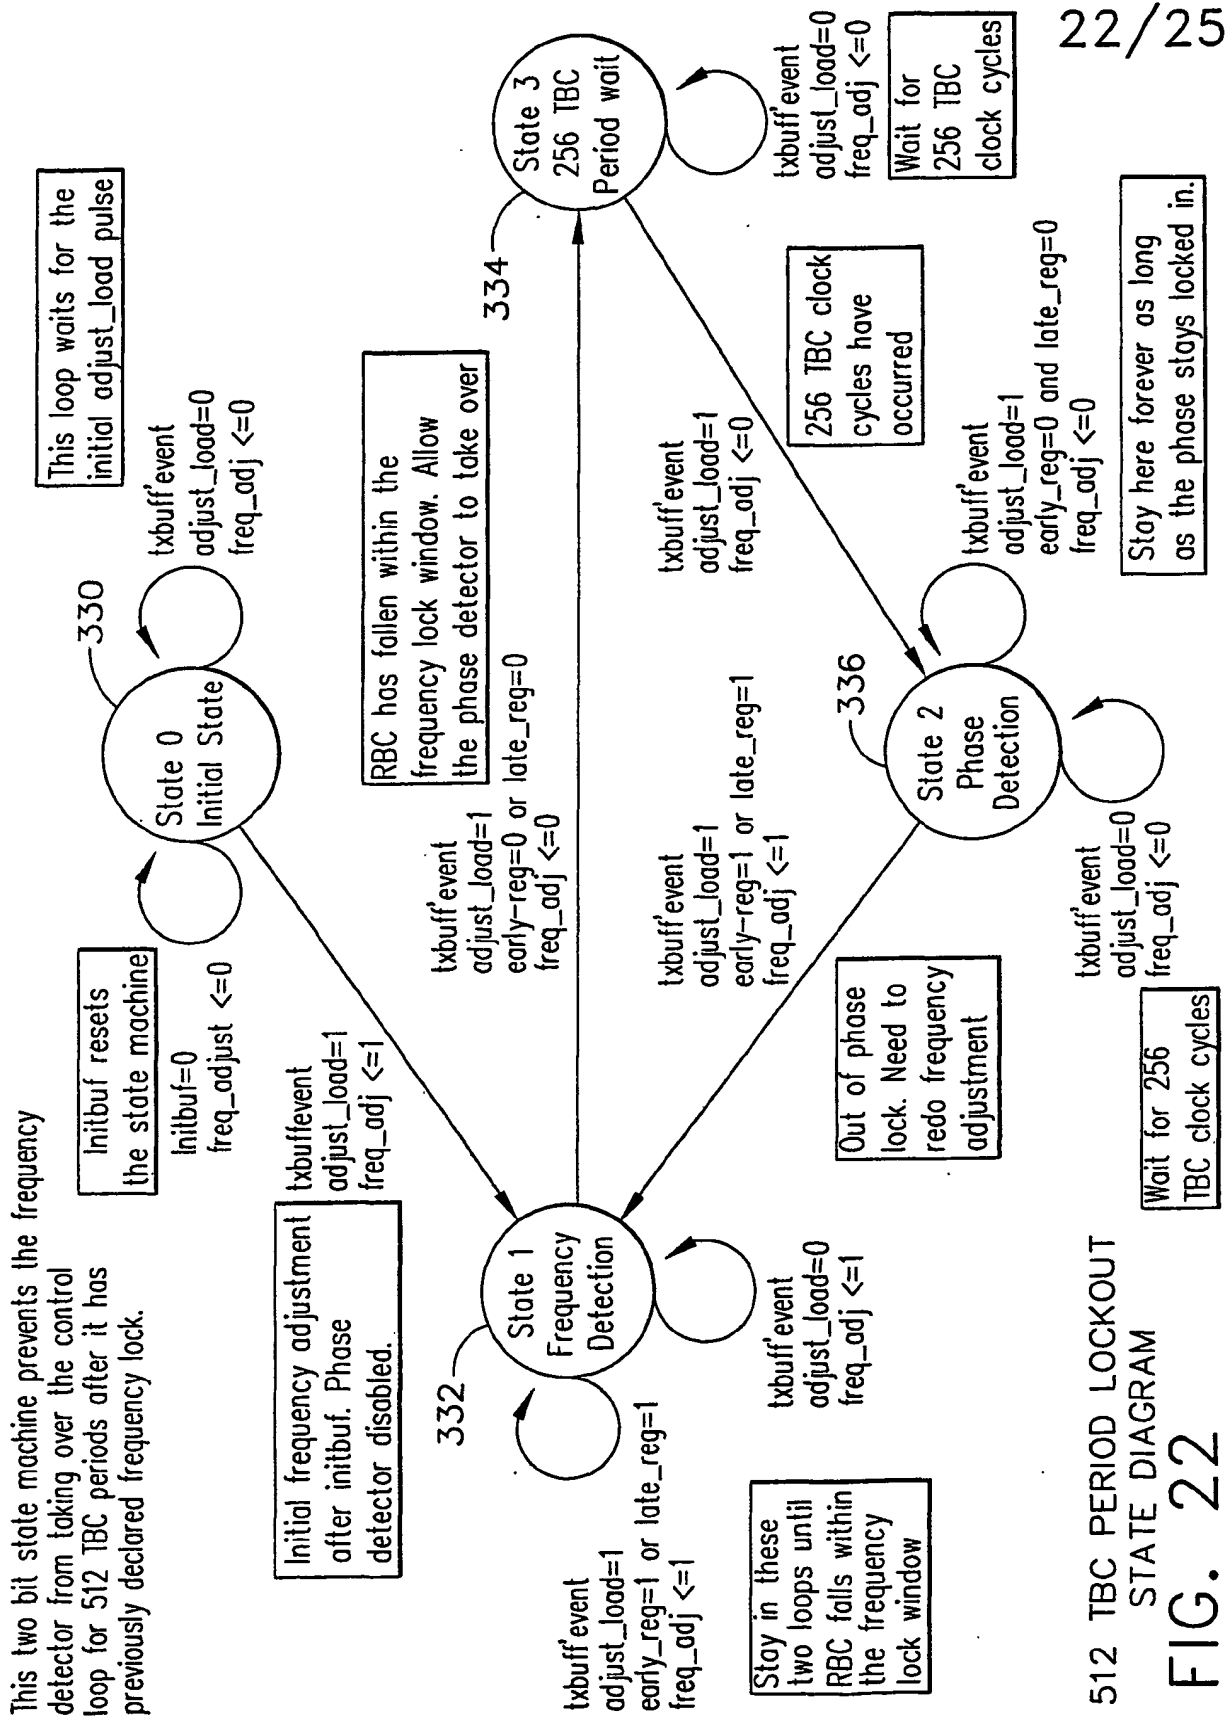 22/25
This two bit state machine prevents the frequency
detector from taking over the control
loop for 512 TBC periods after it has
previously declared frequency lock.
Initbuf resets
the state machine
Initbuf=0
freq_adjust <=0
State 0
Initial State
330
txbuff'event
adjust_load=0
freq_adj <=0
This loop waits for the
initial adjust_load pulse
Initial frequency adjustment
after initbuf. Phase
detector disabled.
txbuffevent
adjust_load=1
freq_adj <=1
RBC has fallen within the
frequency lock window. Allow
the phase detector to take over
txbuff'event
adjust_load=1
early-reg=0 or late_reg=0
freq_adj <=0
332
State 1
Frequency
Detection
334
State 3
256 TBC
Period wait
txbuff'event
adjust_load=1
early_reg=1 or late_reg=1
freq_adj <=1
txbuff'event
adjust_load=0
freq_adj <=1
Stay in these
two loops until
RBC falls within
the frequency
lock window
txbuff'event
adjust_load=1
early-reg=1 or late_reg=1
freq_adj <=1
Out of phase
lock. Need to
redo frequency
adjustment
txbuff'event
adjust_load=1
freq_adj <=0
256 TBC clock
cycles have
occurred
txbuff'event
adjust_load=0
freq_adj <=0
Wait for
256 TBC
clock cycles
336
State 2
Phase
Detection
txbuff'event
adjust_load=0
freq_adj <=0
Wait for 256
TBC clock cycles
txbuff'event
adjust_load=1
early_reg=0 and late_reg=0
freq_adj <=0
Stay here forever as long
as the phase stays locked in.
512 TBC PERIOD LOCKOUT
STATE DIAGRAM
FIG. 22